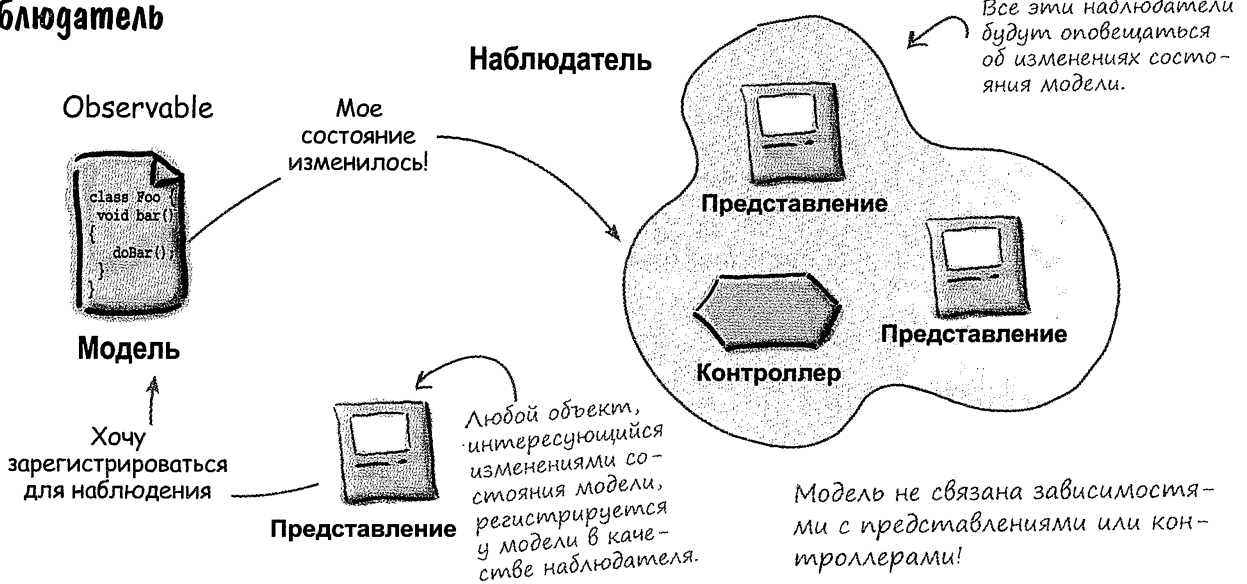 блюдатель
Все эти наблюдатели
будут оповещаться
об изменениях состо-
яния модели.
Наблюдатель
Observable
Мое
состояние
изменилось!
class Foo {
void bar()
{
doBar();
}
}
Модель
Представление
Представление
Контроллер
Хочу
зарегистрироваться
для наблюдения
Представление
Любой объект,
интересующийся
изменениями со-
стояния модели,
регистрируется
у модели в каче-
стве наблюдателя.
Модель не связана зависимостя-
ми с представлениями или кон-
троллерами!